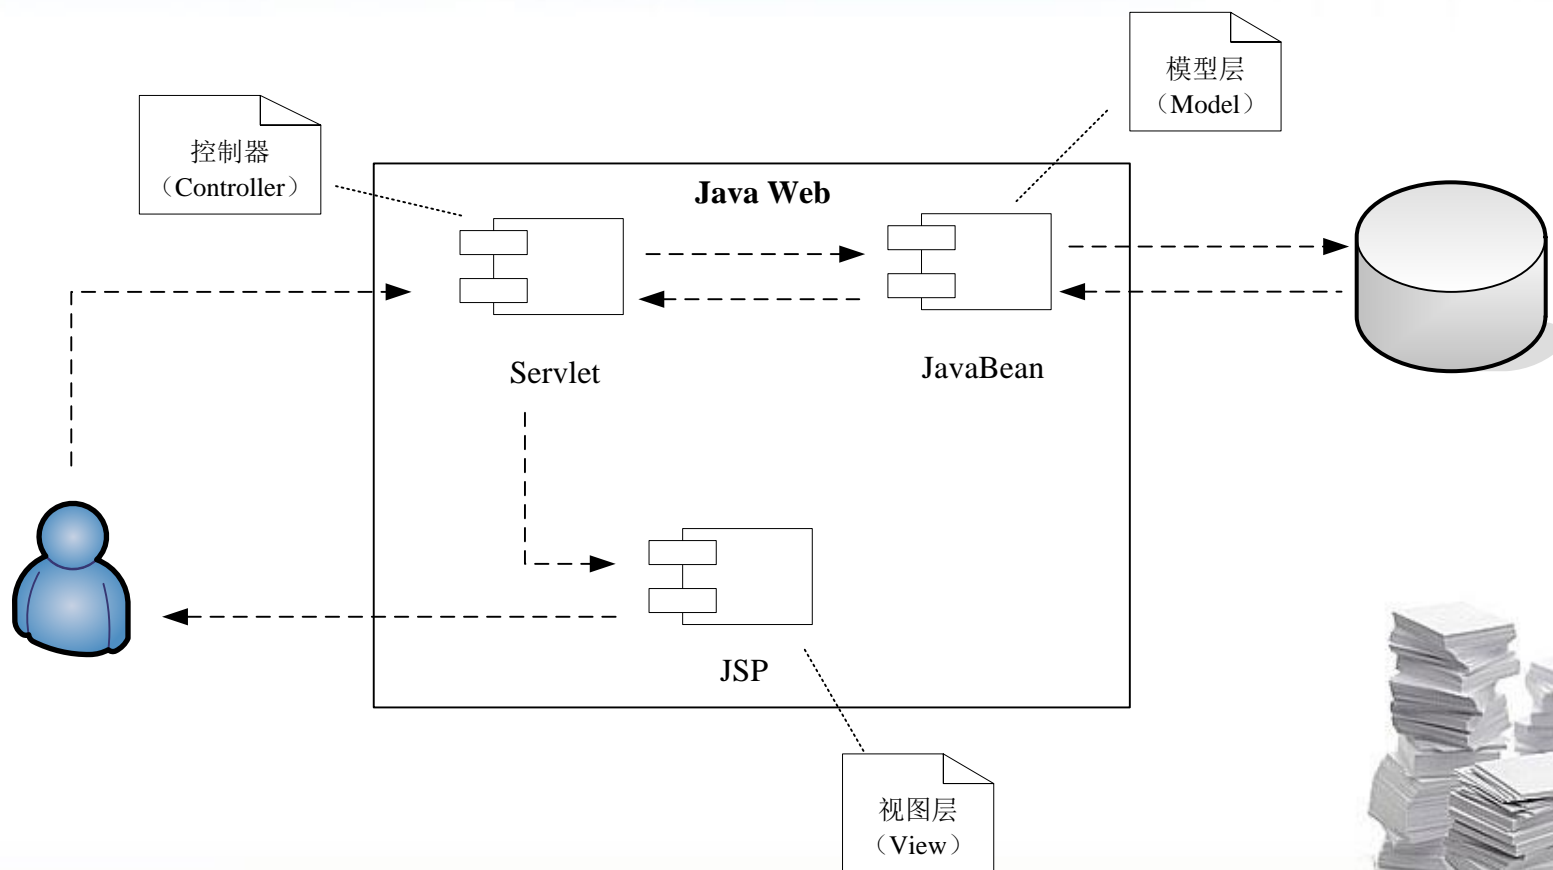 模型层
（Model）
控制器
（Controller）
Java Web
Servlet
JavaBean
JSP
视图层
（View）